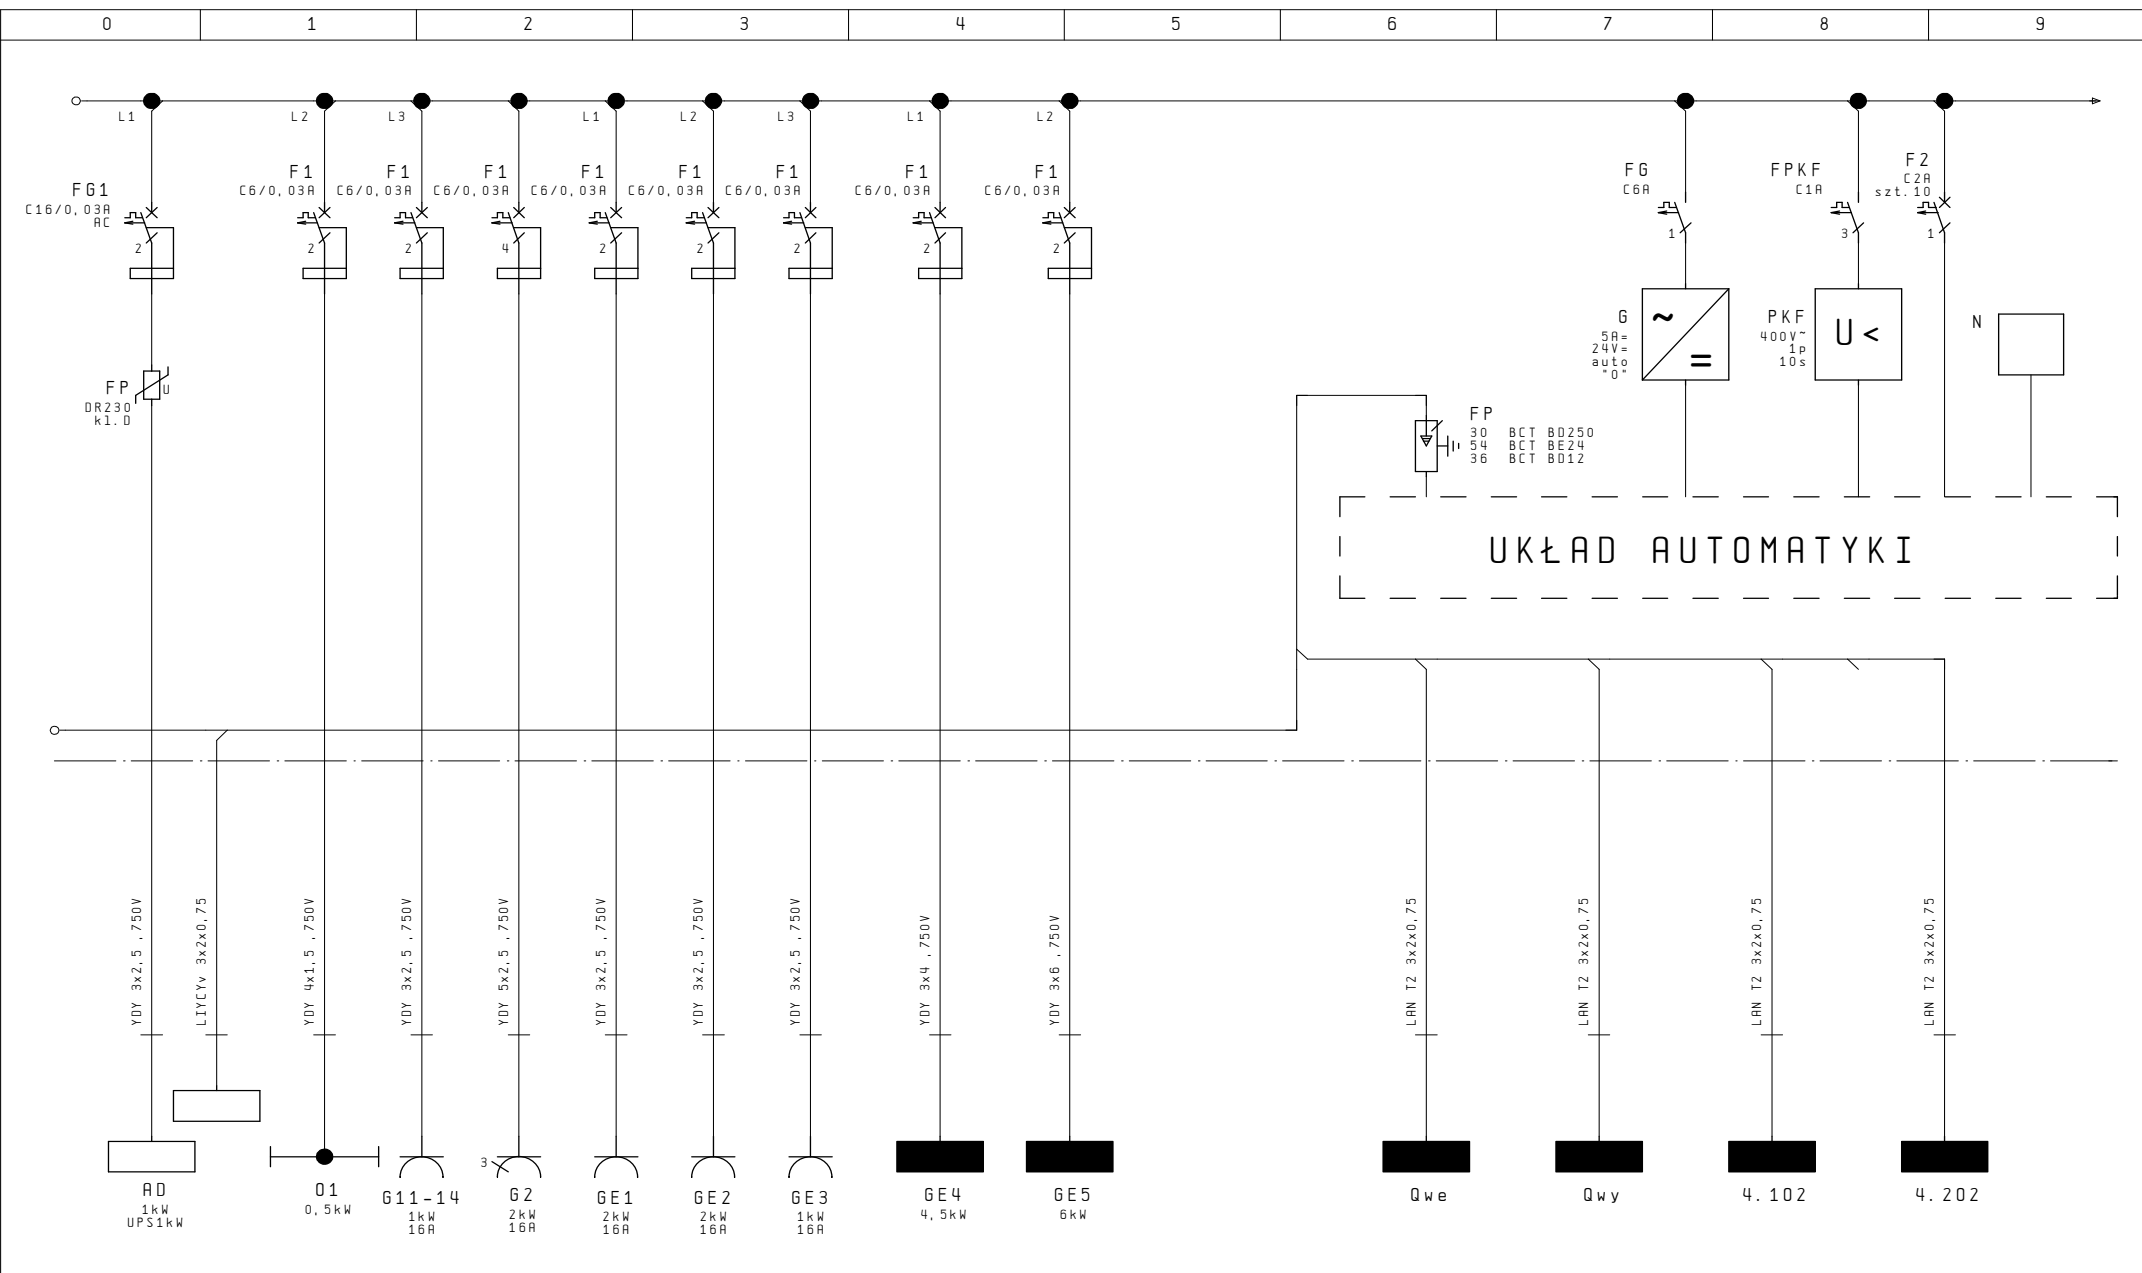 0 1 2 3 4 5 6 7 8 9
L1 L2 L3 L1 L2 L3 L1 L2
FG1
C16/0,03A
AC
2
F1
C6/0,03A
2
F1
C6/0,03A
2
F1
C6/0,03A
4
F1
C6/0,03A
2
F1
C6/0,03A
2
F1
C6/0,03A
2
F1
C6/0,03A
2
F1
C6/0,03A
2
FG
C6A
1
FPKF
C1A
3
F2
C2A
szt.10
1
G
5A=
24V=
auto
"0"
~
=
PKF
400V~
1p
10s
U<
N
FP
DR230
kl.D
U
FP
30 BCT BD250
54 BCT BE24
36 BCT BD12
UKŁAD AUTOMATYKI
YDY 3x2,5 ,750V
LIYCYv 3x2x0,75
YDY 4x1,5 ,750V
YDY 3x2,5 ,750V
YDY 5x2,5 ,750V
YDY 3x2,5 ,750V
YDY 3x2,5 ,750V
YDY 3x2,5 ,750V
YDY 3x4 ,750V
YDY 3x6 ,750V
LAN T2 3x2x0,75
LAN T2 3x2x0,75
LAN T2 3x2x0,75
LAN T2 3x2x0,75
AD
1kW
UPS1kW
O1
0,5kW
G11-14
1kW
16A
3
G2
2kW
16A
GE1
2kW
16A
GE2
2kW
16A
GE3
1kW
16A
GE4
4,5kW
GE5
6kW
Qwe
Qwy
4.102
4.202